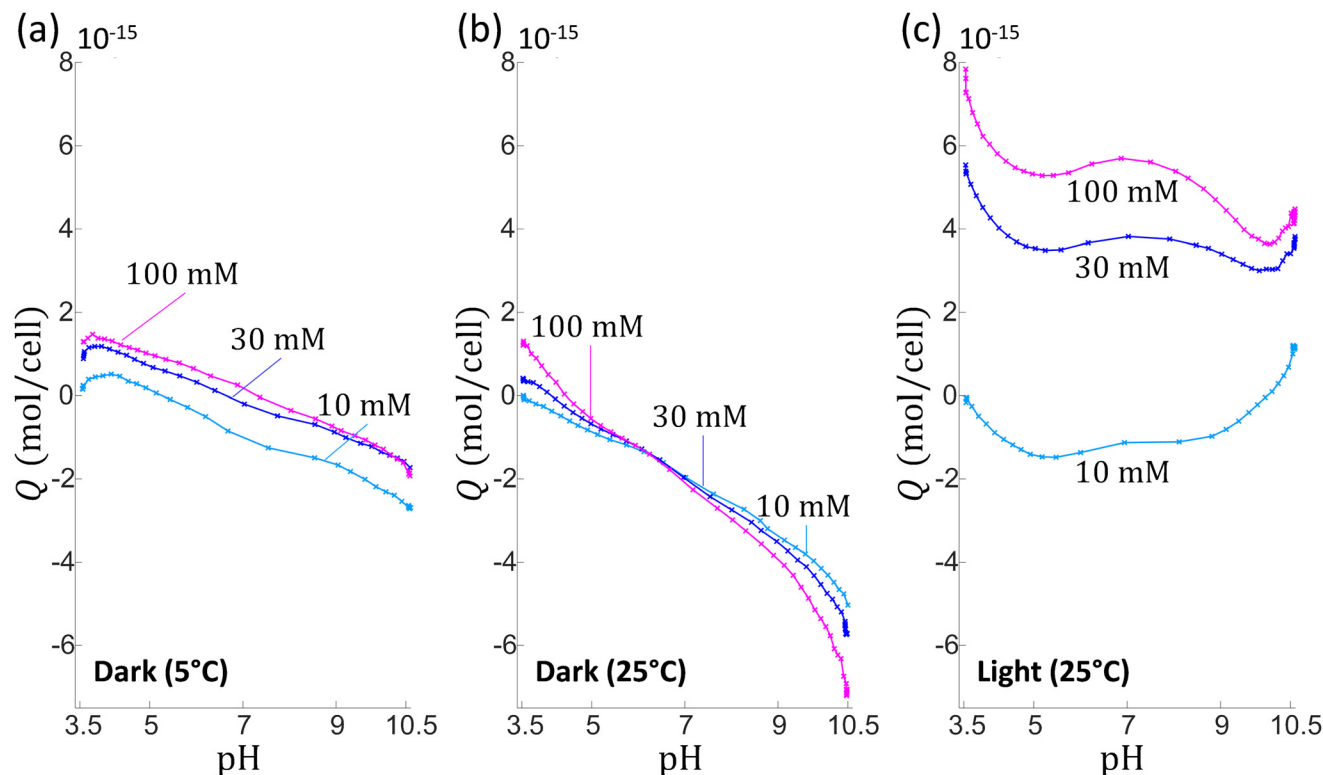 (a)
10⁻¹⁵
8
6
4
2
0
-2
-4
-6
Q (mol/cell)
100 mM
30 mM
10 mM
Dark (5°C)
3.5 5 7 9 10.5
pH
(b)
10⁻¹⁵
8
6
4
2
0
-2
-4
-6
Q (mol/cell)
100 mM
30 mM
10 mM
Dark (25°C)
3.5 5 7 9 10.5
pH
(c)
10⁻¹⁵
8
6
4
2
0
-2
-4
-6
Q (mol/cell)
100 mM
30 mM
10 mM
Light (25°C)
3.5 5 7 9 10.5
pH